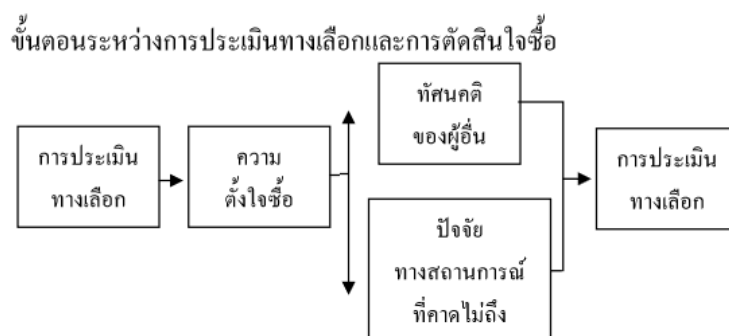 ขั้นตอนระหว่างการประเมินทางเลือกและการตัดสินใจซื้อ
การประเมิน
ทางเลือก
ความ
ตั้งใจซื้อ
ทัศนคติ
ของผู้อื่น
ปัจจัย
ทางสถานการณ์
ที่คาดไม่ถึง
การประเมิน
ทางเลือก